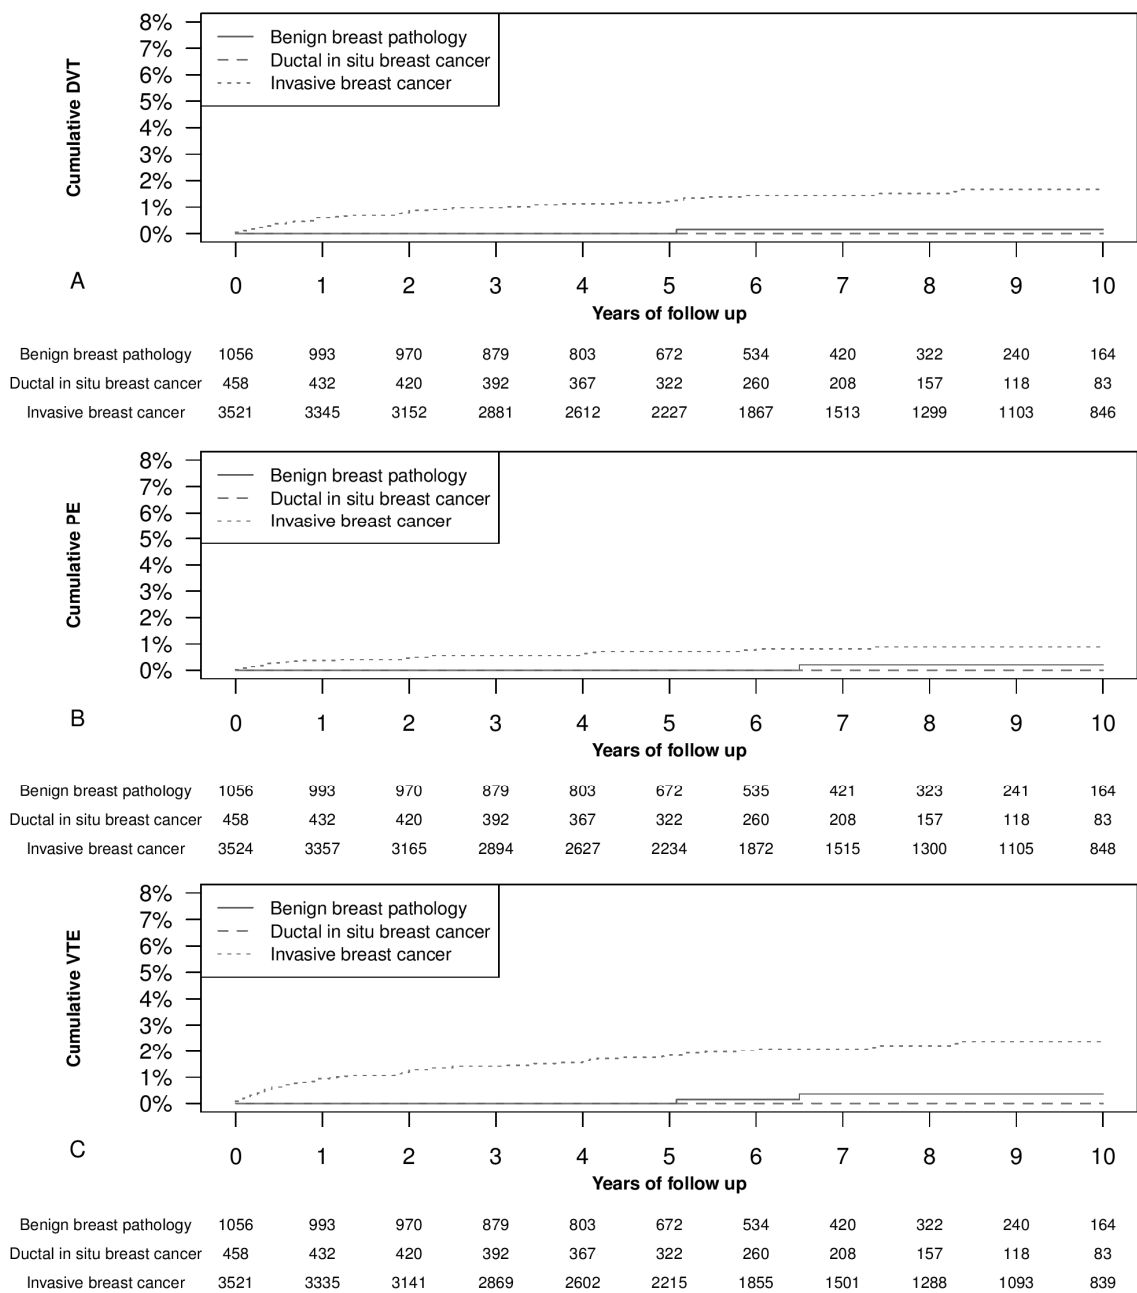 8%
7%
6%
5%
4%
3%
2%
1%
0%
Cumulative DVT
Benign breast pathology
Ductal in situ breast cancer
Invasive breast cancer
A
0 1 2 3 4 5 6 7 8 9 10
Years of follow up
Benign breast pathology 1056 993 970 879 803 672 534 420 322 240 164
Ductal in situ breast cancer 458 432 420 392 367 322 260 208 157 118 83
Invasive breast cancer 3521 3345 3152 2881 2612 2227 1867 1513 1299 1103 846
8%
7%
6%
5%
4%
3%
2%
1%
0%
Cumulative PE
Benign breast pathology
Ductal in situ breast cancer
Invasive breast cancer
B
0 1 2 3 4 5 6 7 8 9 10
Years of follow up
Benign breast pathology 1056 993 970 879 803 672 535 421 323 241 164
Ductal in situ breast cancer 458 432 420 392 367 322 260 208 157 118 83
Invasive breast cancer 3524 3357 3165 2894 2627 2234 1872 1515 1300 1105 848
8%
7%
6%
5%
4%
3%
2%
1%
0%
Cumulative VTE
Benign breast pathology
Ductal in situ breast cancer
Invasive breast cancer
C
0 1 2 3 4 5 6 7 8 9 10
Years of follow up
Benign breast pathology 1056 993 970 879 803 672 534 420 322 240 164
Ductal in situ breast cancer 458 432 420 392 367 322 260 208 157 118 83
Invasive breast cancer 3521 3335 3141 2869 2602 2215 1855 1501 1288 1093 839